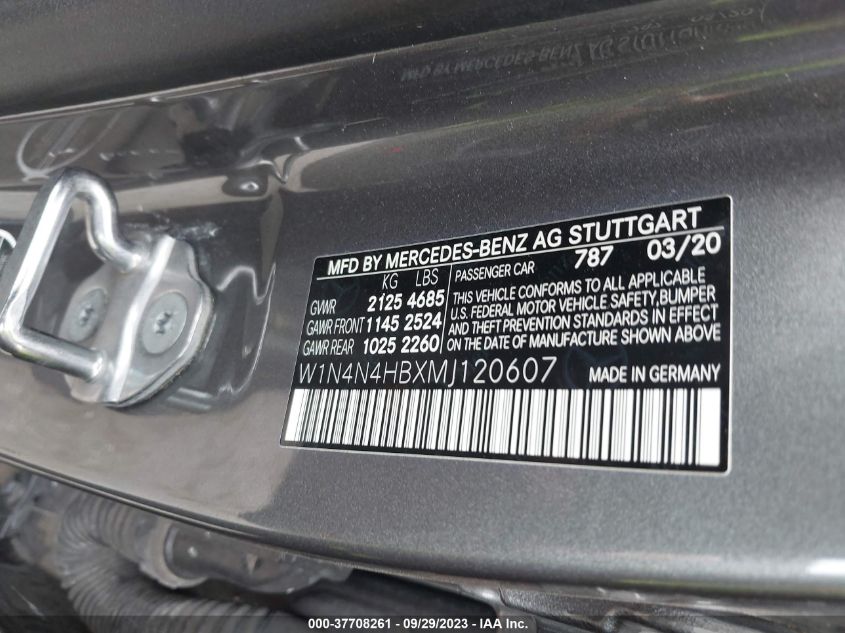 MFD BY MERCEDES-BENZ AG STUTTGART
KG LBS PASSENGER CAR 787 03/20
GVWR 2125 4685
GAWR FRONT 1145 2524
GAWR REAR 1025 2260
THIS VEHICLE CONFORMS TO ALL APPLICABLE
U.S. FEDERAL MOTOR VEHICLE SAFETY, BUMPER
AND THEFT PREVENTION STANDARDS IN EFFECT
ON THE DATE OF MANUFACTURE SHOWN ABOVE
W1N4N4HBXMJ120607 MADE IN GERMANY
000-37708261 - 09/29/2023 - IAAI.com